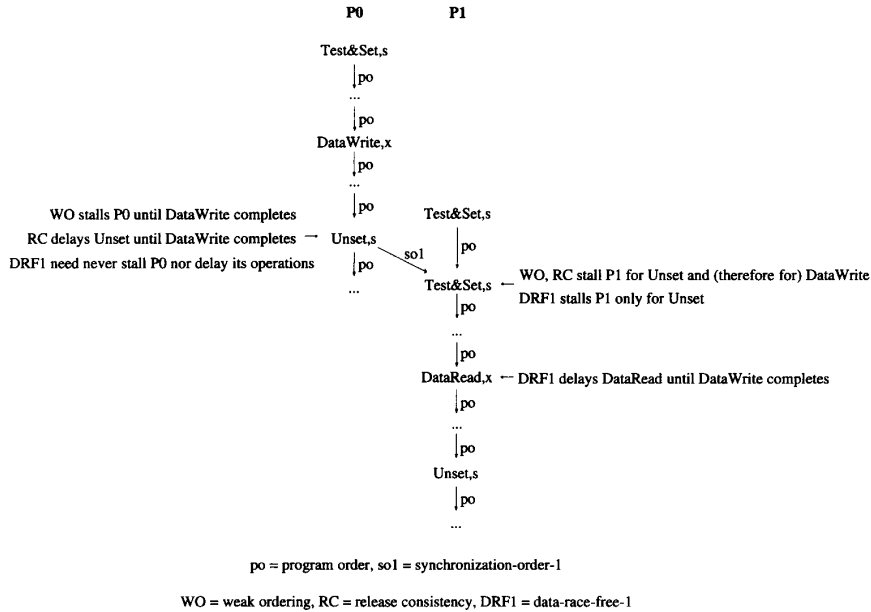 P0 P1
Test&Set,s
po
...
po
DataWrite,x
po
...
po
WO stalls P0 until DataWrite completes
RC delays Unset until DataWrite completes
DRF1 need never stall P0 nor delay its operations
Unset,s
po
...
so1
Test&Set,s
po
Test&Set,s
WO, RC stall P1 for Unset and (therefore for) DataWrite
DRF1 stalls P1 only for Unset
po
...
po
DataRead,x
DRF1 delays DataRead until DataWrite completes
po
...
po
Unset,s
po
...
po = program order, so1 = synchronization-order-1
WO = weak ordering, RC = release consistency, DRF1 = data-race-free-1